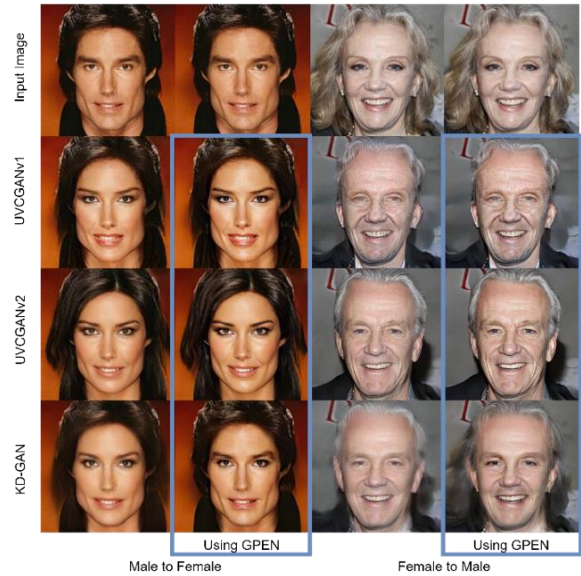 Input Image
UVCGANv1
UVCGANv2
KD-GAN
Using GPEN
Using GPEN
Male to Female
Female to Male